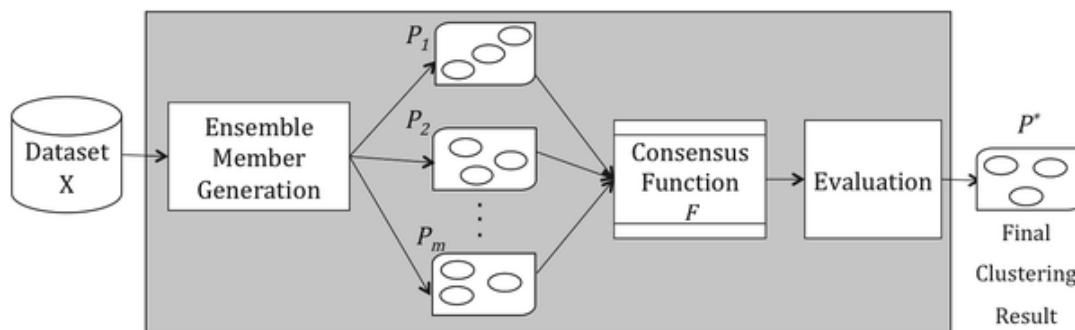 Dataset
X
Ensemble
Member
Generation
P1
P2
Pm
Consensus
Function
F
Evaluation
P*
Final
Clustering
Result